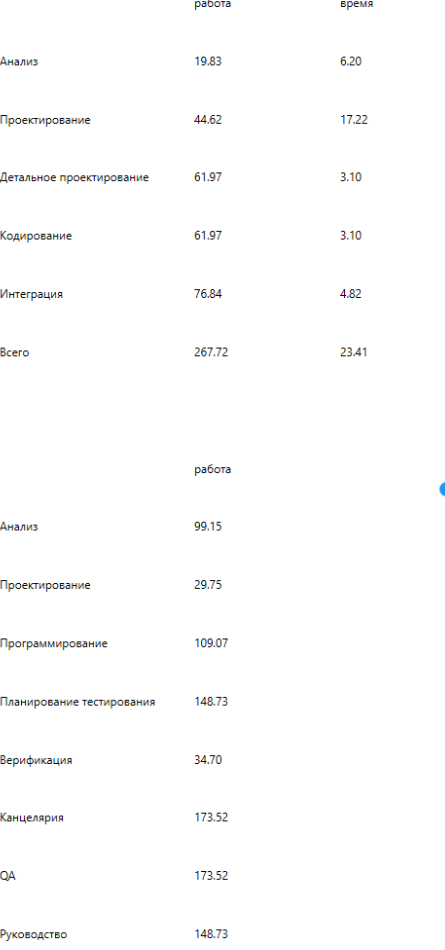 работа время
Анализ 19.83 6.20
Проектирование 44.62 17.22
Детальное проектирование 61.97 3.10
Кодирование 61.97 3.10
Интеграция 76.84 4.82
Всего 267.72 23.41
работа
Анализ 99.15
Проектирование 29.75
Программирование 109.07
Планирование тестирования 148.73
Верификация 34.70
Канцелярия 173.52
QA 173.52
Руководство 148.73